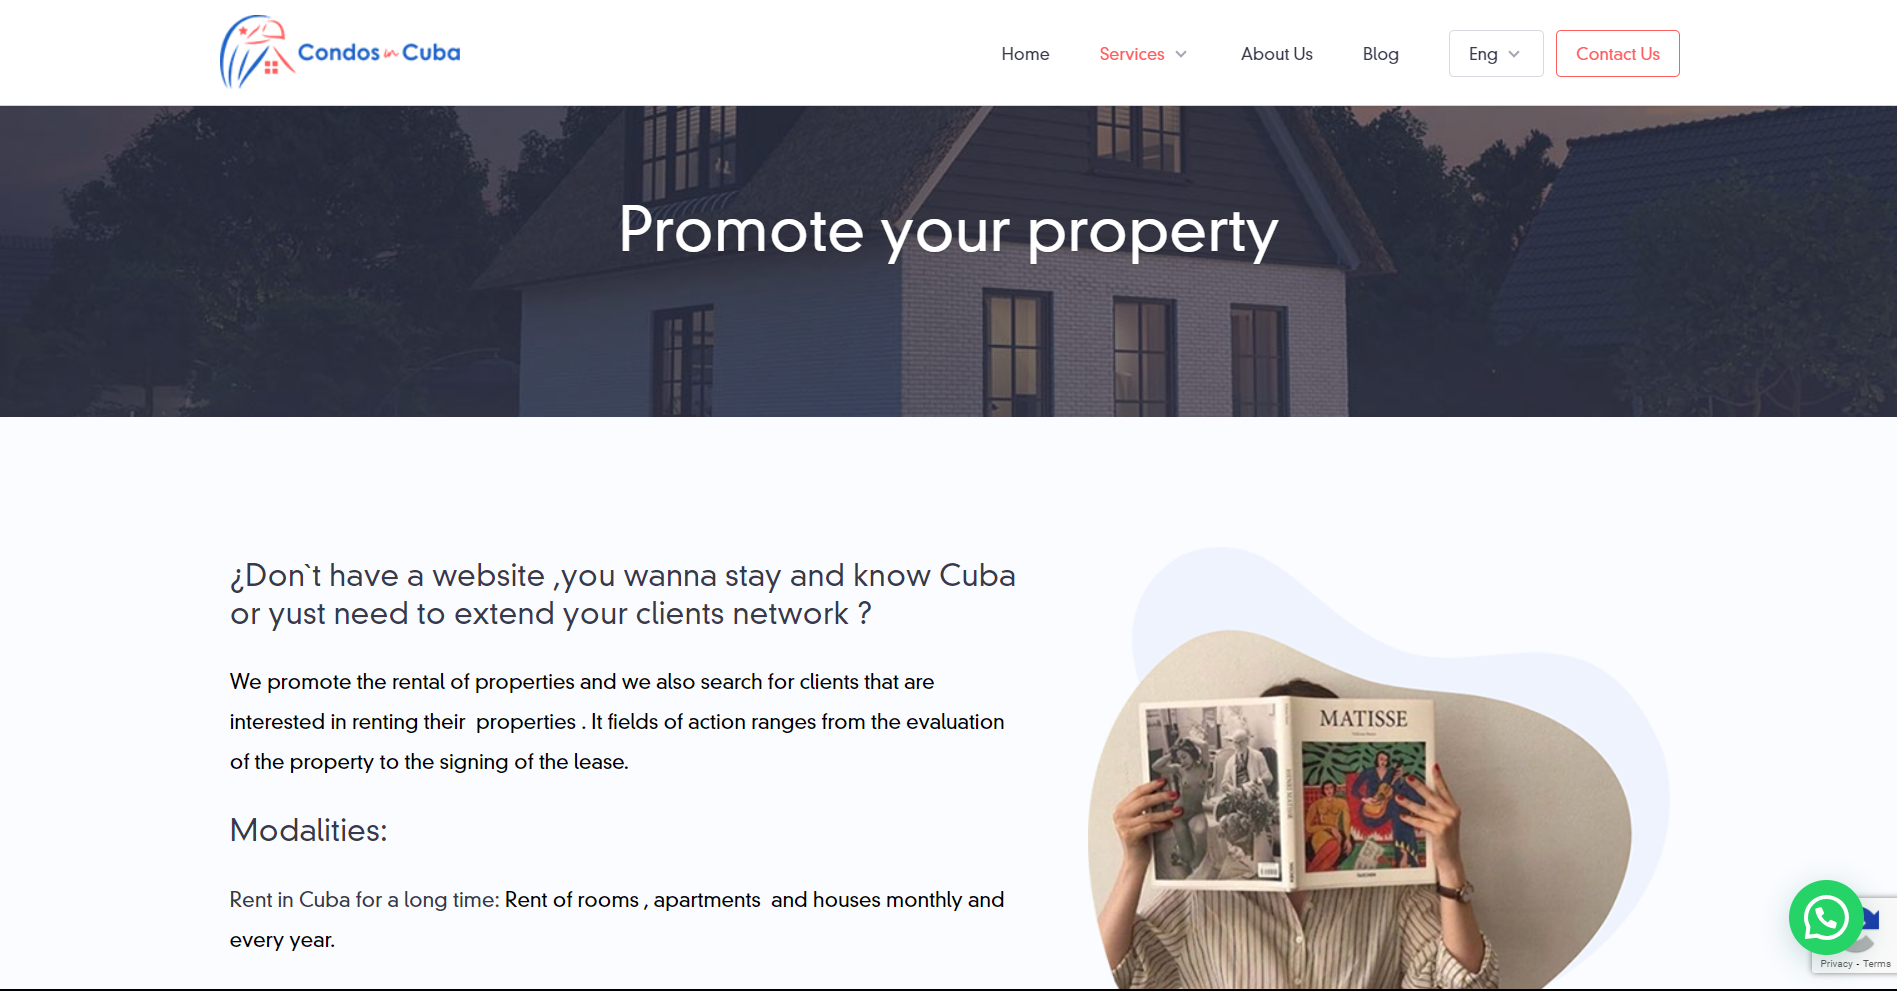 Condos in Cuba
Home
Services
About Us
Blog
Eng
Contact Us
Promote your property
¿Don`t have a website ,you wanna stay and know Cuba
or yust need to extend your clients network ?
We promote the rental of properties and we also search for clients that are
interested in renting their  properties . It fields of action ranges from the evaluation
of the property to the signing of the lease.
Modalities:
Rent in Cuba for a long time: Rent of rooms , apartments  and houses monthly and
every year.
MATISSE
TASCHEN
Privacy - Terms